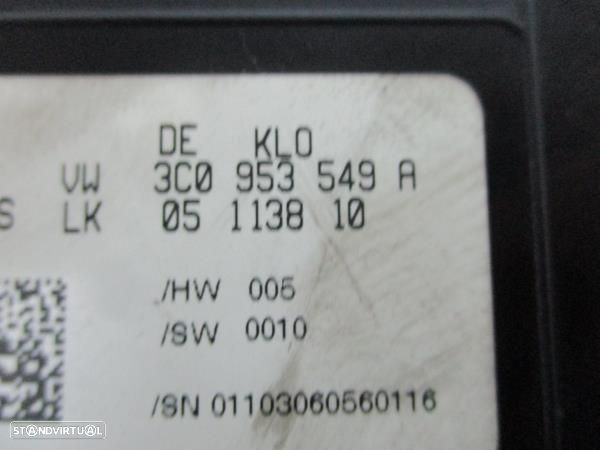 DE KLO
VW 3C0 953 549 A
S LK 05 1138 10
/HW 005
/SW 0010
/SN 01103060560116
STANDVIRTUAL